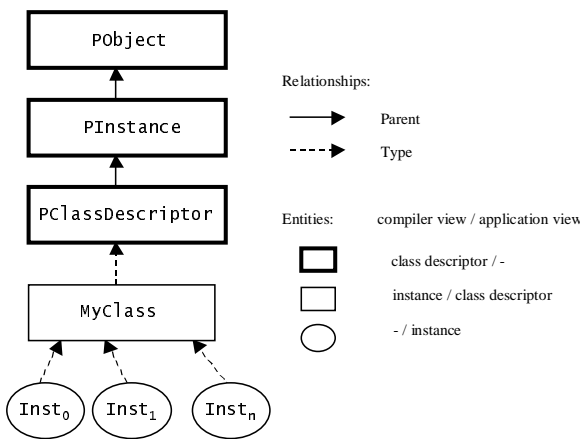 PObject
PInstance
PClassDescriptor
MyClass
Inst0
Inst1
Instn
Relationships:
Parent
Type
Entities: compiler view / application view
class descriptor / -
instance / class descriptor
- / instance